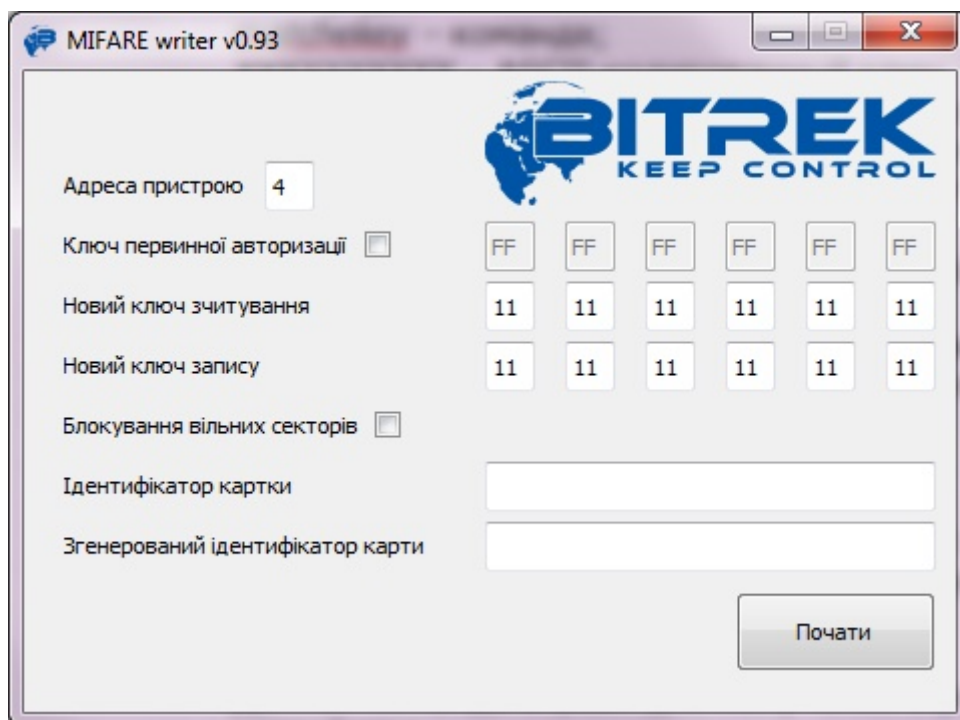 MIFARE writer v0.93
BITREK
KEEP CONTROL
Адреса пристрою 4
Ключ первинної авторизації FF FF FF FF FF FF
Новий ключ зчитування 11 11 11 11 11 11
Новий ключ запису 11 11 11 11 11 11
Блокування вільних секторів
Ідентифікатор картки
Згенерований ідентифікатор карти
Почати